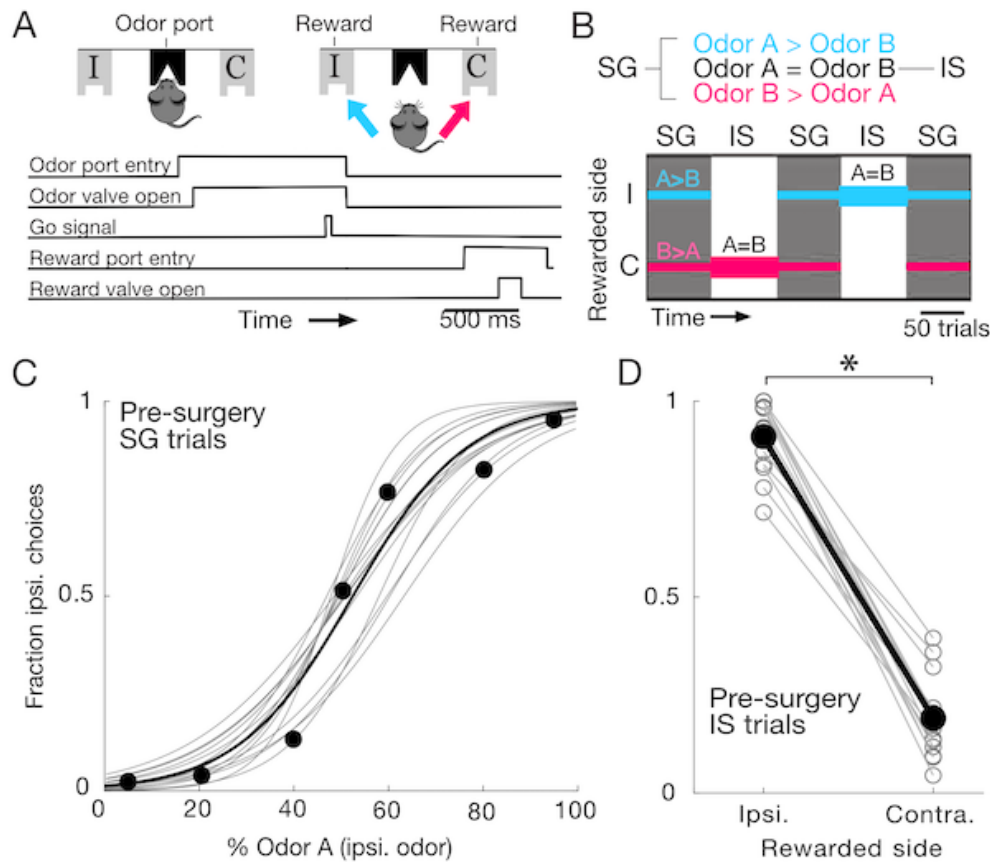 A
Odor port
I
C
Reward
Reward
I
C
Odor port entry
Odor valve open
Go signal
Reward port entry
Reward valve open
Time
500 ms
B
SG
Odor A > Odor B
Odor A = Odor B
Odor B > Odor A
IS
SG IS SG IS SG
Rewarded side
I
C
A>B
A=B
B>A
A=B
Time
50 trials
C
Pre-surgery
SG trials
Fraction ipsi. choices
1
0.5
0
0 20 40 60 80 100
% Odor A (ipsi. odor)
D
*
1
0.5
0
Pre-surgery
IS trials
Ipsi. Contra.
Rewarded side